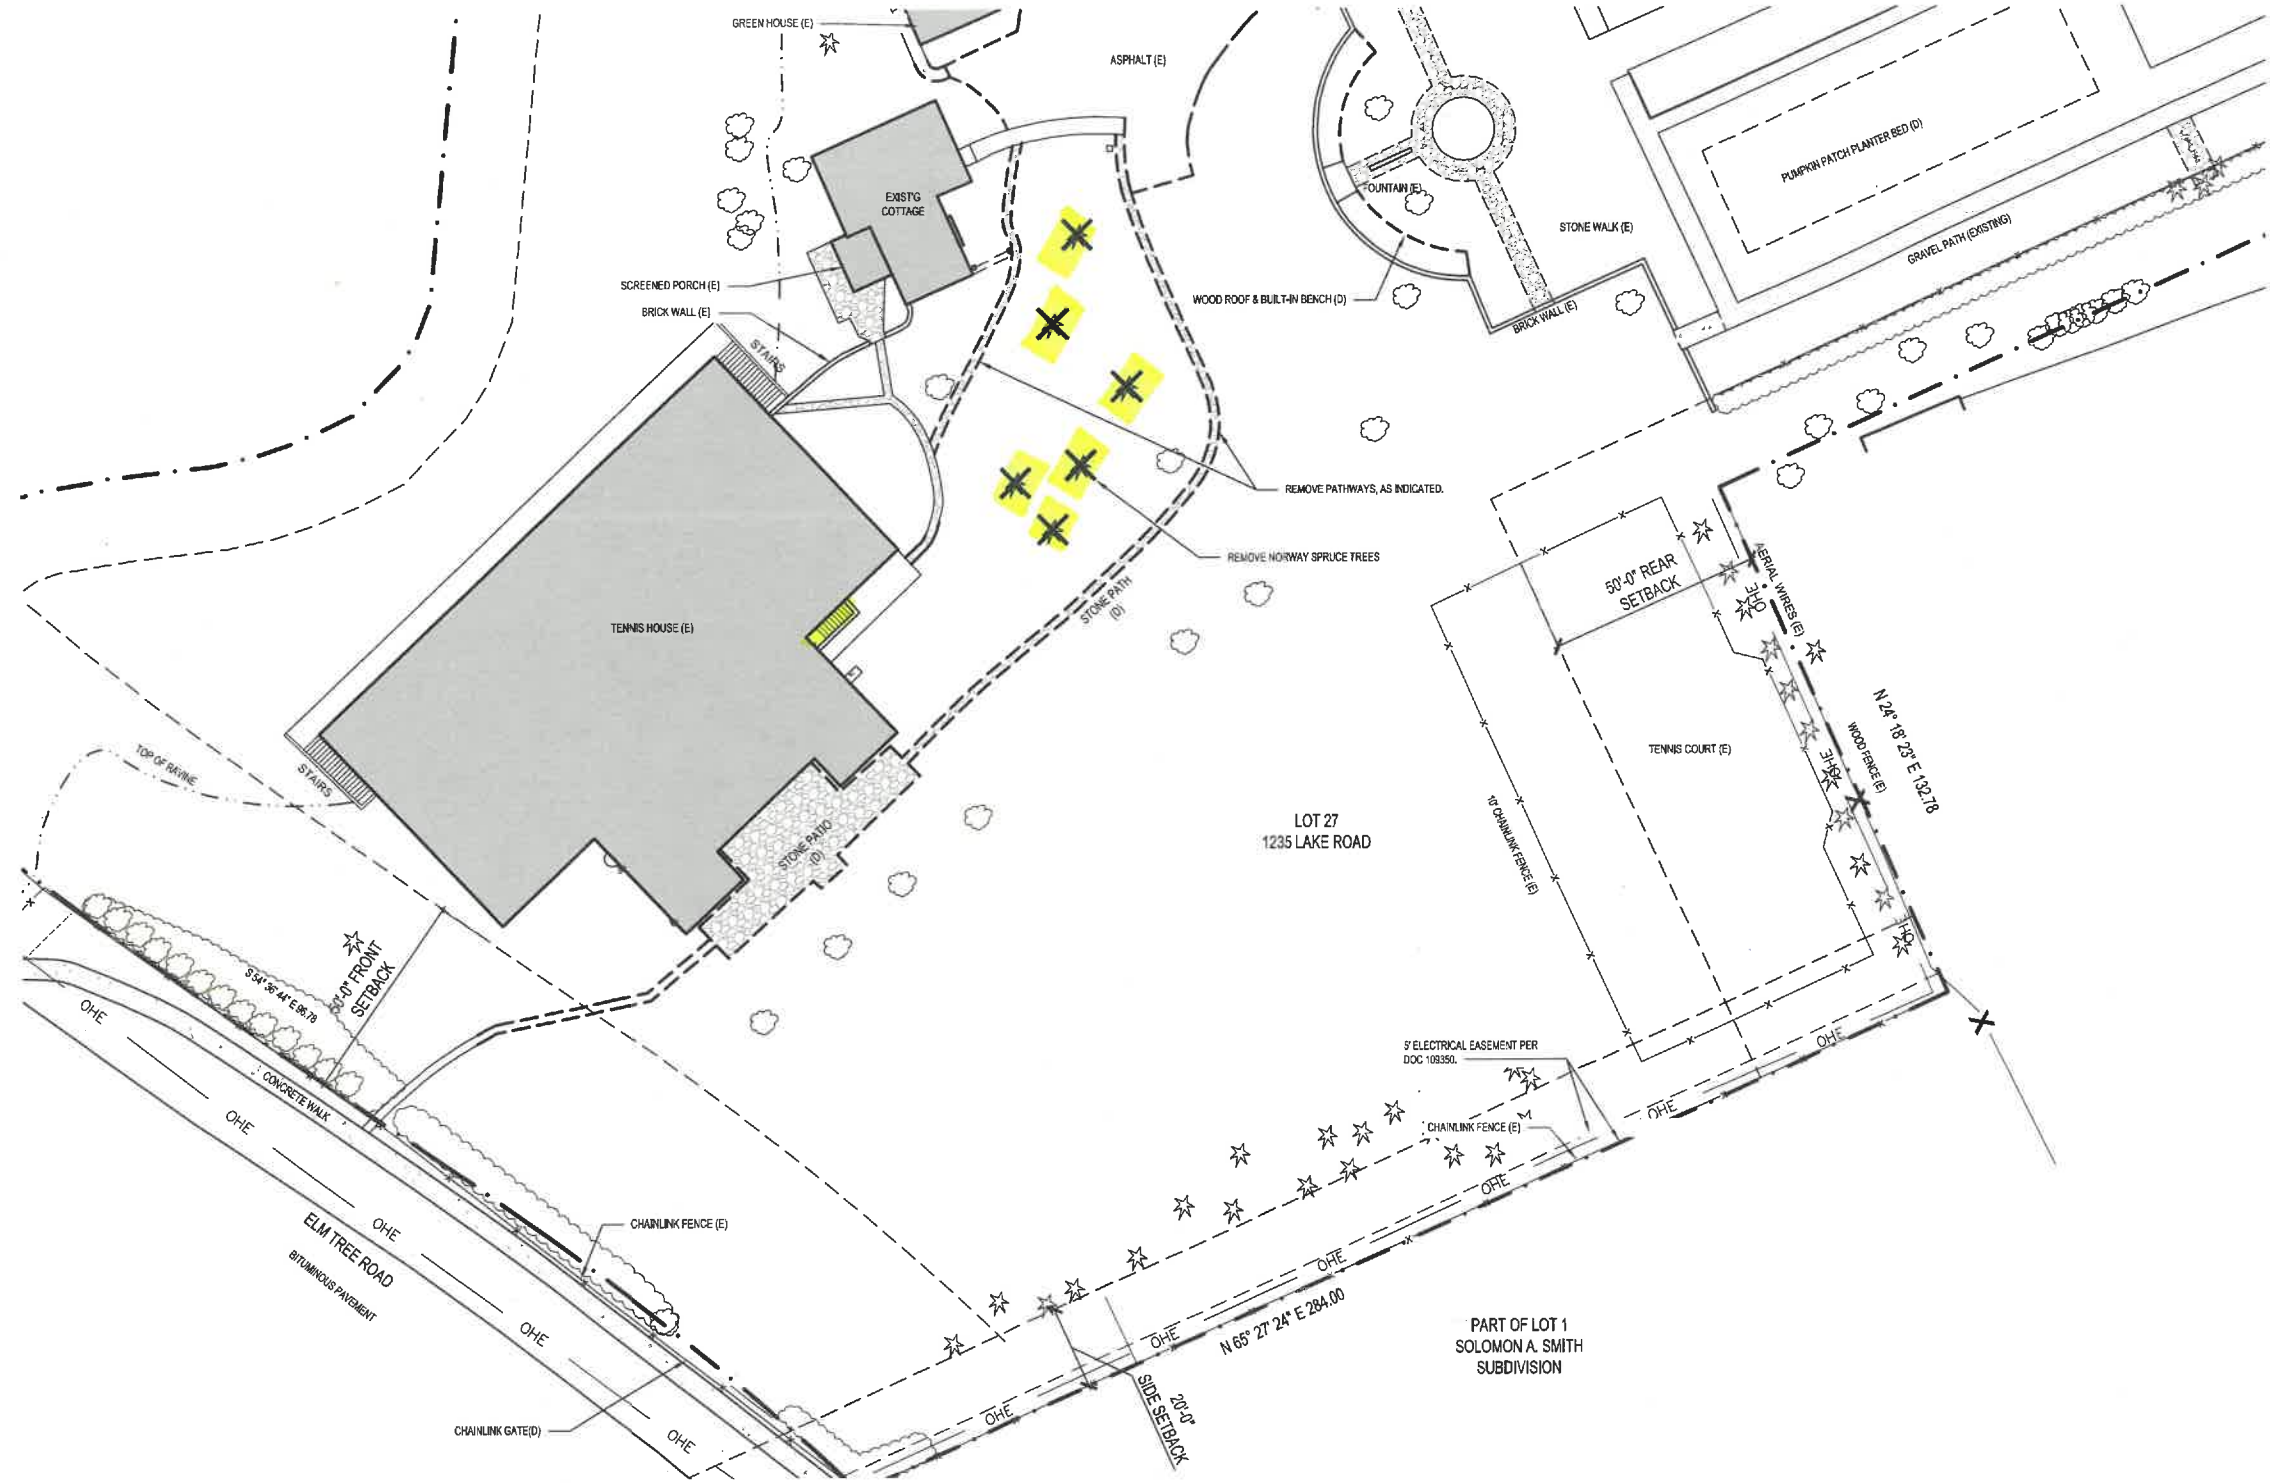 GREEN HOUSE (E)
ASPHALT (E)
PUMPKIN PATCH PLANTER BED (D)
EXIST'G
COTTAGE
FOUNTAIN (E)
STONE WALK (E)
GRAVEL PATH (EXISTING)
SCREENED PORCH (E)
BRICK WALL (E)
WOOD ROOF & BUILT-IN BENCH (D)
BRICK WALL (E)
STAIRS
REMOVE PATHWAYS, AS INDICATED.
REMOVE NORWAY SPRUCE TREES
50'-0" REAR
SETBACK
AERIAL WIRES (E)
OHE
STONE PATH
(D)
TENNIS HOUSE (E)
TENNIS COURT (E)
WOOD FENCE (E)
N 24° 18' 23" E 132.78
OHE
TOP OF RAVINE
STAIRS
STONE PATIO
(D)
LOT 27
1235 LAKE ROAD
10' CHAINLINK FENCE (E)
OHE
S 54° 36' 44" E 96.78
FRONT
SETBACK
OHE
CONCRETE WALK
OHE
5' ELECTRICAL EASEMENT PER
DOC 109350.
OHE
OHE
CHAINLINK FENCE (E)
OHE
ELM TREE ROAD
BITUMINOUS PAVEMENT
OHE
CHAINLINK FENCE (E)
OHE
OHE
OHE
N 65° 27' 24" E 284.00
PART OF LOT 1
SOLOMON A. SMITH
SUBDIVISION
20'-0"
SIDE SETBACK
OHE
CHAINLINK GATE(D)
OHE